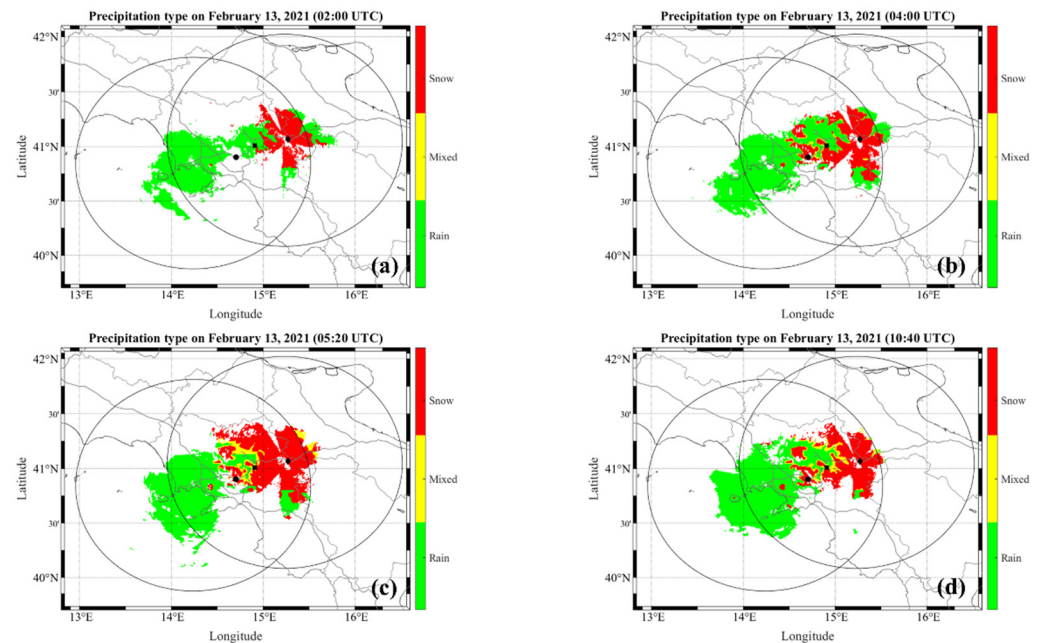 Precipitation type on February 13, 2021 (02:00 UTC)
42°N
30'
41°N
30'
40°N
Latitude
13°E
14°E
15°E
16°E
Longitude
Snow
Mixed
Rain
(a)
Precipitation type on February 13, 2021 (04:00 UTC)
42°N
30'
41°N
30'
40°N
Latitude
13°E
14°E
15°E
16°E
Longitude
Snow
Mixed
Rain
(b)
Precipitation type on February 13, 2021 (05:20 UTC)
42°N
30'
41°N
30'
40°N
Latitude
13°E
14°E
15°E
16°E
Longitude
Snow
Mixed
Rain
(c)
Precipitation type on February 13, 2021 (10:40 UTC)
42°N
30'
41°N
30'
40°N
Latitude
13°E
14°E
15°E
16°E
Longitude
Snow
Mixed
Rain
(d)